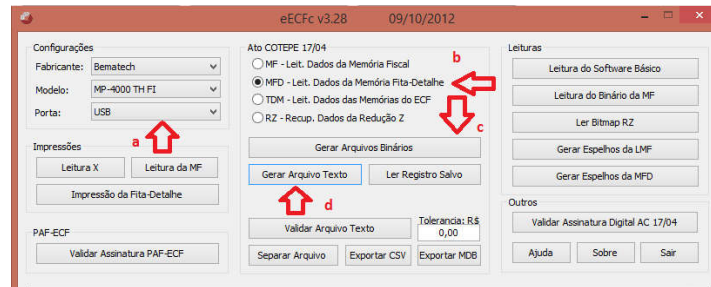 eECFc v3.28 09/10/2012
Configurações
Fabricante: Bematech
Modelo: MP-4000 TH FI
Porta: USB
a
Impressões
Leitura X Leitura da MF
Impressão da Fita-Detalhe
PAF-ECF
Validar Assinatura PAF-ECF
Ato COTEPE 17/04
MF - Leit. Dados da Memória Fiscal
b
MFD - Leit. Dados da Memória Fita-Detalhe
TDM - Leit. Dados das Memórias do ECF
RZ - Recup. Dados da Redução Z
c
Gerar Arquivos Binários
Gerar Arquivo Texto Ler Registro Salvo
d
Validar Arquivo Texto
Tolerancia: R$
0,00
Separar Arquivo Exportar CSV Exportar MDB
Leituras
Leitura do Software Básico
Leitura do Binário da MF
Ler Bitmap RZ
Gerar Espelhos da LMF
Gerar Espelhos da MFD
Outros
Validar Assinatura Digital AC 17/04
Ajuda Sobre Sair